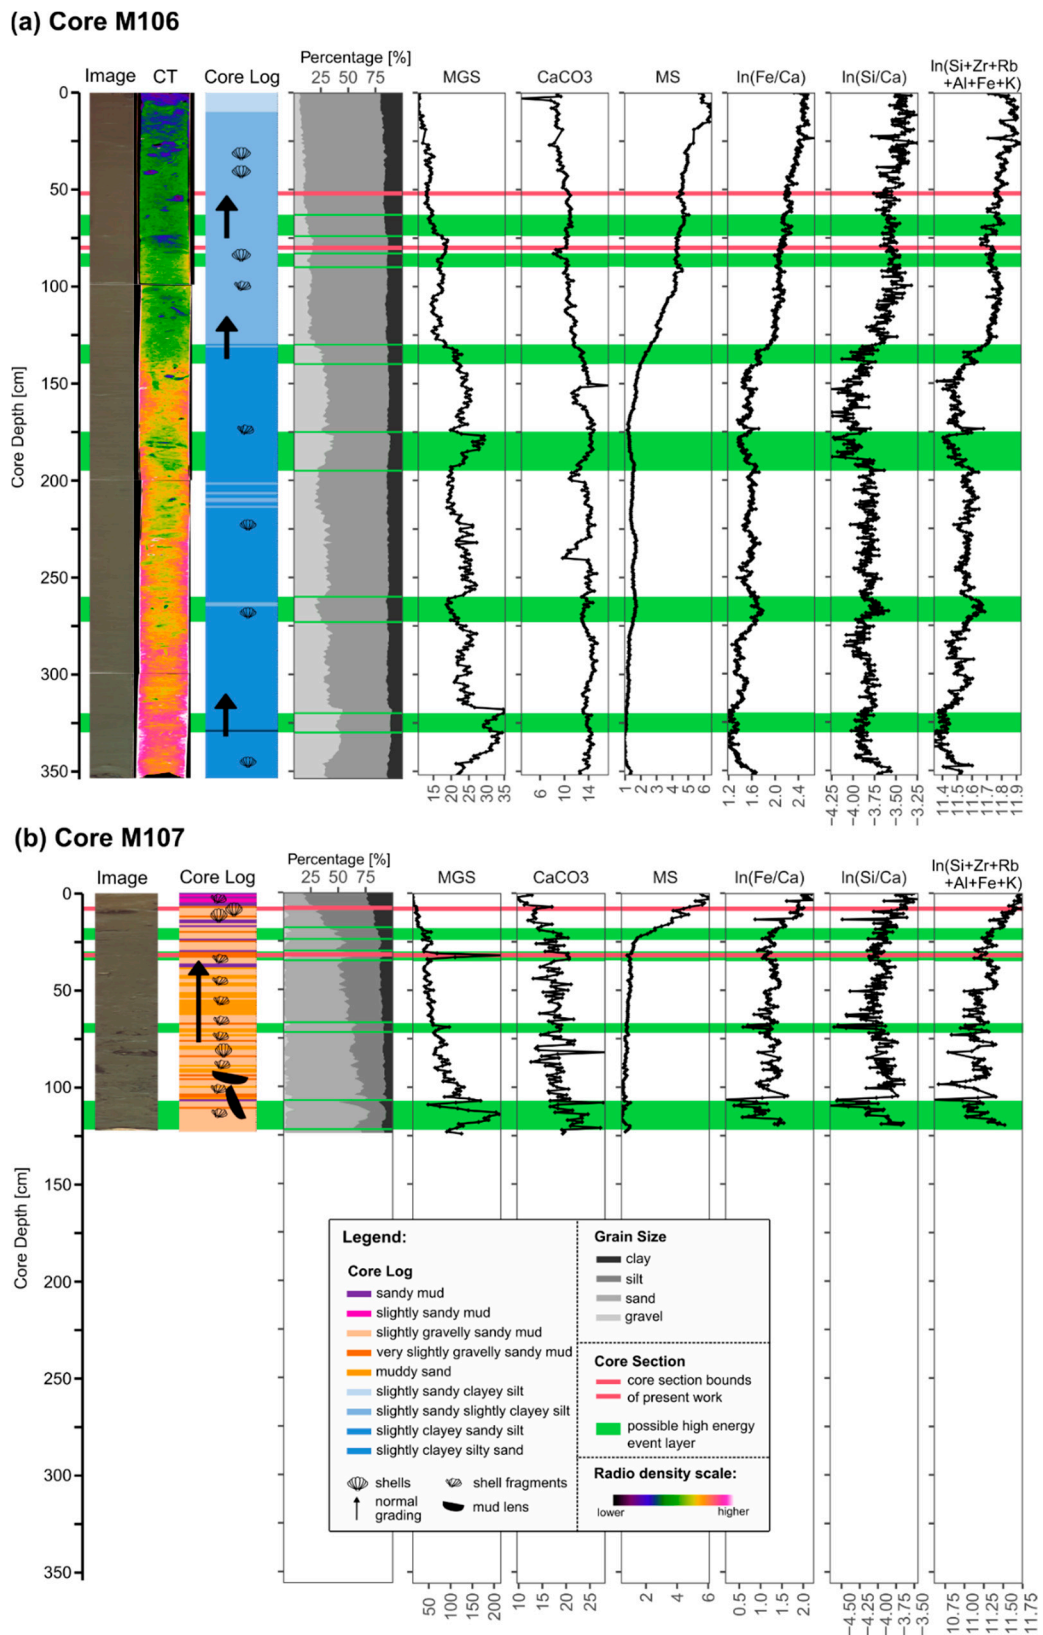 (a) Core M106
Percentage [%]
Image CT Core Log 25 50 75 MGS CaCO3 MS ln(Fe/Ca) ln(Si/Ca) ln(Si+Zr+Rb
+Al+Fe+K)
0
50
100
150
200
250
300
350
Core Depth [cm]
15 20 25 30 35 6 10 14 1 2 3 4 5 6 1.2 1.6 2.0 2.4 −4.25 −4.00 −3.75 −3.50 −3.25 11.4 11.5 11.6 11.7 11.8 11.9
(b) Core M107
Percentage [%]
Image Core Log 25 50 75 MGS CaCO3 MS ln(Fe/Ca) ln(Si/Ca) ln(Si+Zr+Rb
+Al+Fe+K)
0
50
100
150
200
250
300
350
Core Depth [cm]
Legend:
Core Log
sandy mud
slightly sandy mud
slightly gravelly sandy mud
very slightly gravelly sandy mud
muddy sand
slightly sandy clayey silt
slightly sandy slightly clayey silt
slightly clayey sandy silt
slightly clayey silty sand
shells
shell fragments
normal
grading
mud lens
Grain Size
clay
silt
sand
gravel
Core Section
core section bounds
of present work
possible high energy
event layer
Radio density scale:
lower higher
50 100 150 200 10 15 20 25 2 4 6 0.5 1.0 1.5 2.0 −4.50 −4.25 −4.00 −3.75 −3.50 10.75 11.00 11.25 11.50 11.75